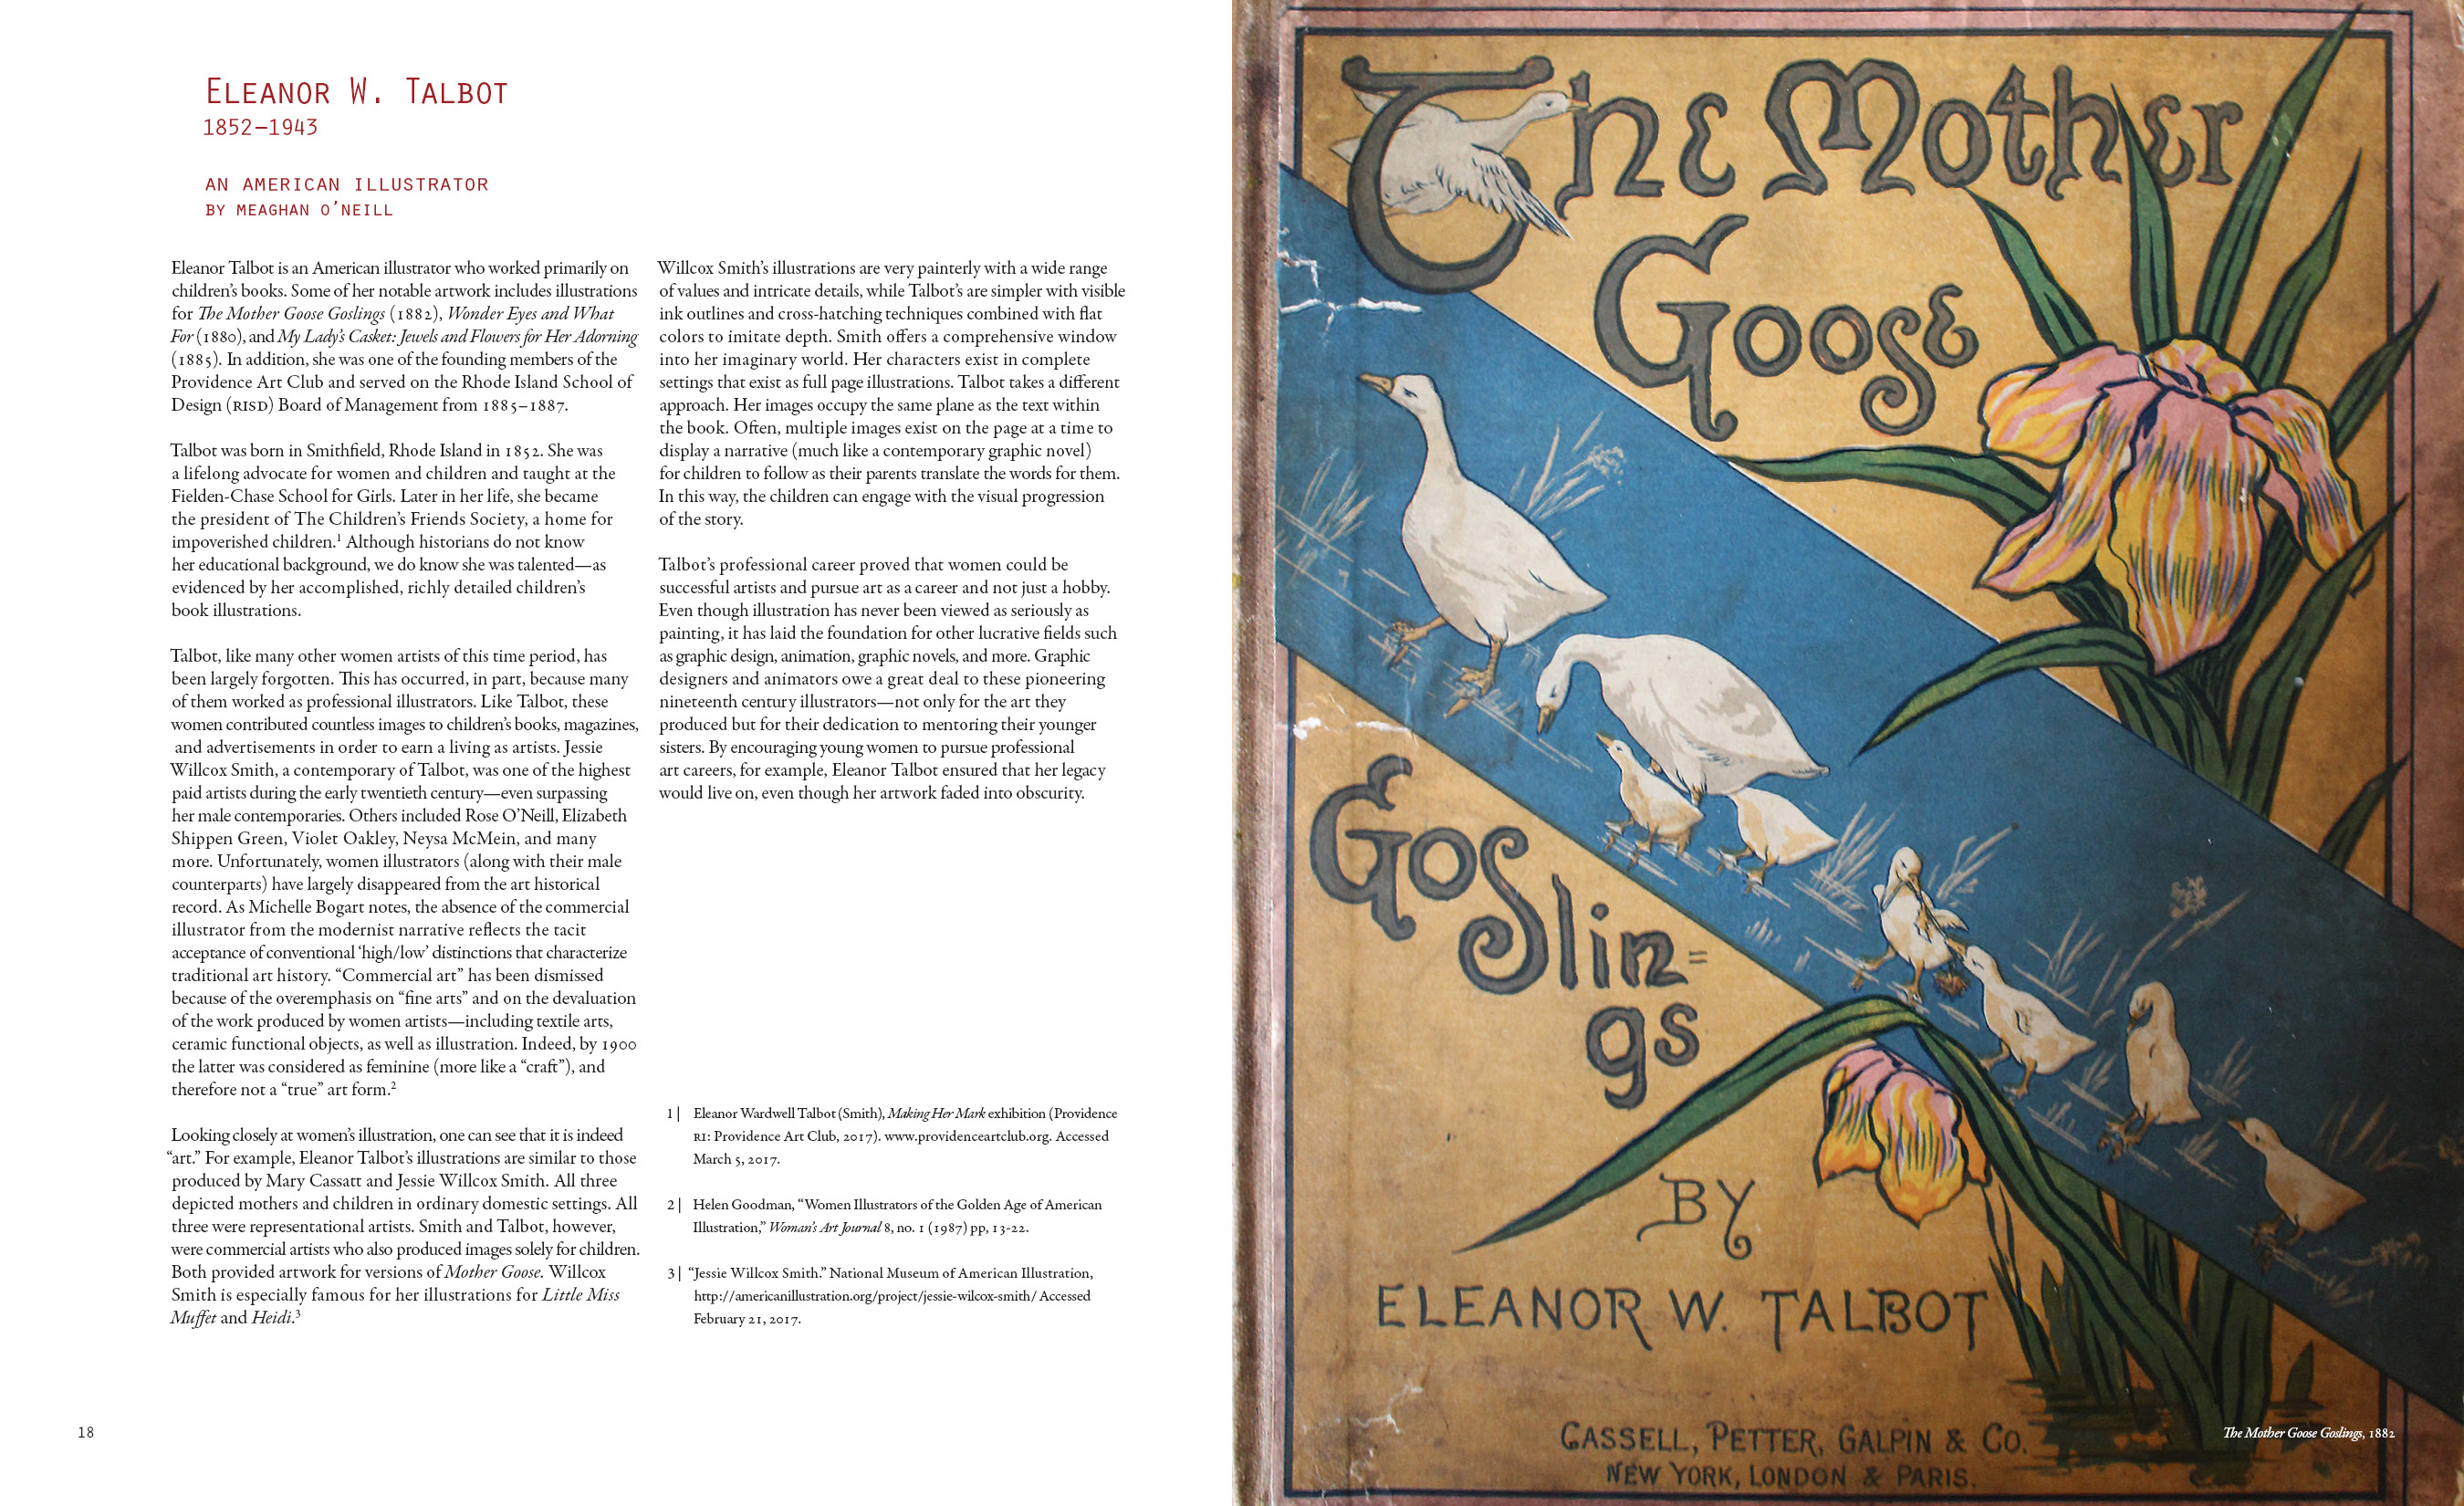 Eleanor W. Talbot
1852–1943
AN AMERICAN ILLUSTRATOR
BY MEAGHAN O'NEILL
Eleanor Talbot is an American illustrator who worked primarily on
children's books. Some of her notable artwork includes illustrations
for The Mother Goose Goslings (1882), Wonder Eyes and What
For (1880), and My Lady's Casket: Jewels and Flowers for Her Adorning
(1885). In addition, she was one of the founding members of the
Providence Art Club and served on the Rhode Island School of
Design (RISD) Board of Management from 1885–1887.
Talbot was born in Smithfield, Rhode Island in 1852. She was
a lifelong advocate for women and children and taught at the
Fielden-Chase School for Girls. Later in her life, she became
the president of The Children's Friends Society, a home for
impoverished children.1 Although historians do not know
her educational background, we do know she was talented—as
evidenced by her accomplished, richly detailed children's
book illustrations.
Talbot, like many other women artists of this time period, has
been largely forgotten. This has occurred, in part, because many
of them worked as professional illustrators. Like Talbot, these
women contributed countless images to children's books, magazines,
and advertisements in order to earn a living as artists. Jessie
Willcox Smith, a contemporary of Talbot, was one of the highest
paid artists during the early twentieth century—even surpassing
her male contemporaries. Others included Rose O'Neill, Elizabeth
Shippen Green, Violet Oakley, Neysa McMein, and many
more. Unfortunately, women illustrators (along with their male
counterparts) have largely disappeared from the art historical
record. As Michelle Bogart notes, the absence of the commercial
illustrator from the modernist narrative reflects the tacit
acceptance of conventional 'high/low' distinctions that characterize
traditional art history. "Commercial art" has been dismissed
because of the overemphasis on "fine arts" and on the devaluation
of the work produced by women artists—including textile arts,
ceramic functional objects, as well as illustration. Indeed, by 1900
the latter was considered as feminine (more like a "craft"), and
therefore not a "true" art form.2
Looking closely at women's illustration, one can see that it is indeed
"art." For example, Eleanor Talbot's illustrations are similar to those
produced by Mary Cassatt and Jessie Willcox Smith. All three
depicted mothers and children in ordinary domestic settings. All
three were representational artists. Smith and Talbot, however,
were commercial artists who also produced images solely for children.
Both provided artwork for versions of Mother Goose. Willcox
Smith is especially famous for her illustrations for Little Miss
Muffet and Heidi.3
Willcox Smith's illustrations are very painterly with a wide range
of values and intricate details, while Talbot's are simpler with visible
ink outlines and cross-hatching techniques combined with flat
colors to imitate depth. Smith offers a comprehensive window
into her imaginary world. Her characters exist in complete
settings that exist as full page illustrations. Talbot takes a different
approach. Her images occupy the same plane as the text within
the book. Often, multiple images exist on the page at a time to
display a narrative (much like a contemporary graphic novel)
for children to follow as their parents translate the words for them.
In this way, the children can engage with the visual progression
of the story.
Talbot's professional career proved that women could be
successful artists and pursue art as a career and not just a hobby.
Even though illustration has never been viewed as seriously as
painting, it has laid the foundation for other lucrative fields such
as graphic design, animation, graphic novels, and more. Graphic
designers and animators owe a great deal to these pioneering
nineteenth century illustrators—not only for the art they
produced but for their dedication to mentoring their younger
sisters. By encouraging young women to pursue professional
art careers, for example, Eleanor Talbot ensured that her legacy
would live on, even though her artwork faded into obscurity.
1| Eleanor Wardwell Talbot (Smith), Making Her Mark exhibition (Providence
RI: Providence Art Club, 2017). www.providenceartclub.org. Accessed
March 5, 2017.
2| Helen Goodman, "Women Illustrators of the Golden Age of American
Illustration," Woman's Art Journal 8, no. 1 (1987) pp, 13-22.
3| "Jessie Willcox Smith." National Museum of American Illustration,
http://americanillustration.org/project/jessie-wilcox-smith/ Accessed
February 21, 2017.
18
The Mother
Goose
Goslin=
gs
BY
ELEANOR W. TALBOT
CASSELL, PETTER, GALPIN & Co.
NEW YORK, LONDON & PARIS.
The Mother Goose Goslings, 1882